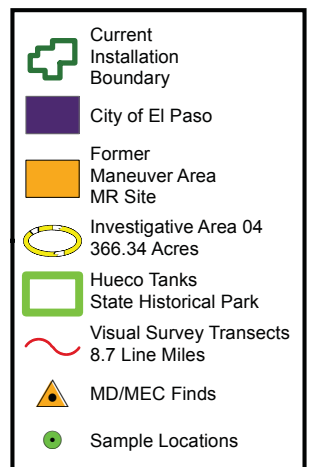 Current
Installation
Boundary
City of El Paso
Former
Maneuver Area
MR Site
Investigative Area 04
366.34 Acres
Hueco Tanks
State Historical Park
Visual Survey Transects
8.7 Line Miles
MD/MEC Finds
Sample Locations